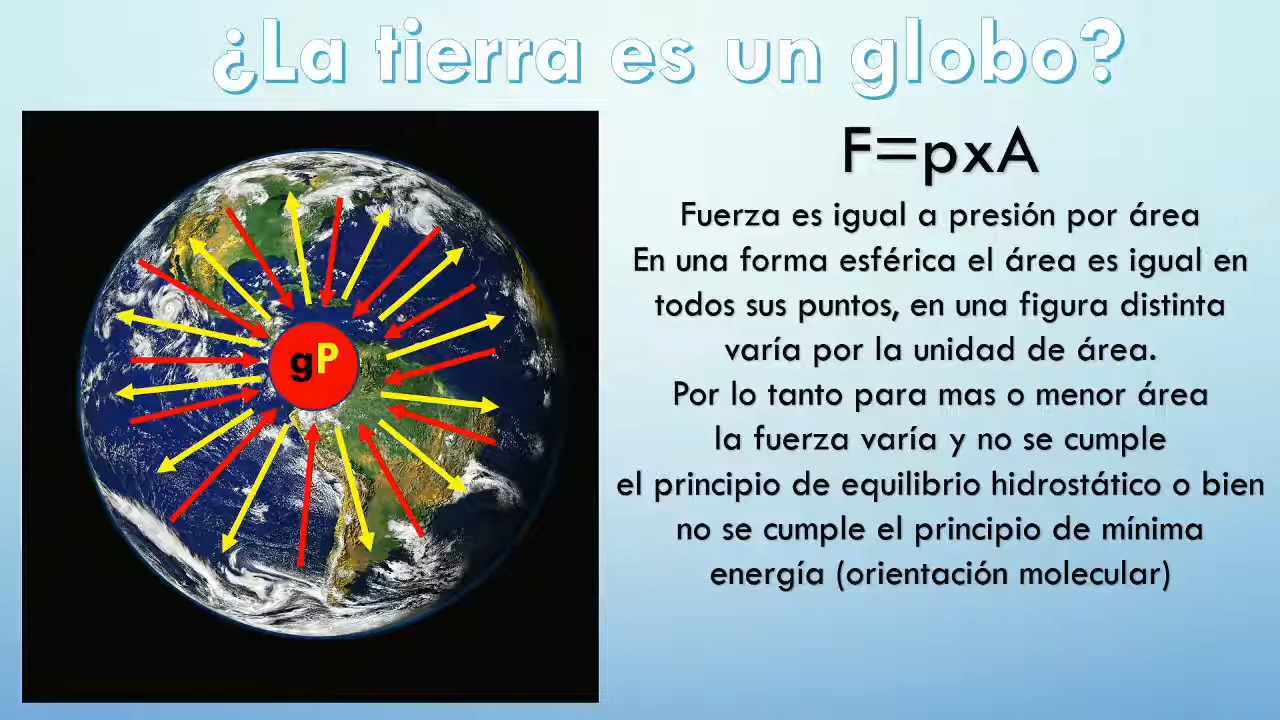 ¿La tierra es un globo?
gP
F=pxA
Fuerza es igual a presión por área
En una forma esférica el área es igual en
todos sus puntos, en una figura distinta
varía por la unidad de área.
Por lo tanto para mas o menor área
la fuerza varía y no se cumple
el principio de equilibrio hidrostático o bien
no se cumple el principio de mínima
energía (orientación molecular)